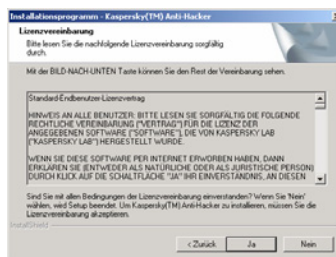 Installationsprogramm - Kaspersky(TM) Anti-Hacker
Lizenzvereinbarung
Bitte lesen Sie die nachfolgende Lizenzvereinbarung sorgfältig
durch.
Mit der BILD-NACH-UNTEN Taste können Sie den Rest der Vereinbarung sehen.
Standard-Endbenutzer-Lizenzvertrag
HINWEIS AN ALLE BENUTZER: BITTE LESEN SIE SORGFÄLTIG DIE FOLGENDE
RECHTLICHE VEREINBARUNG ("VERTRAG") FÜR DIE LIZENZ DER
ANGEGEBENEN SOFTWARE ("SOFTWARE"), DIE VON KASPERSKY LAB
("KASPERSKY LAB") HERGESTELLT WURDE.
WENN SIE DIESE SOFTWARE PER INTERNET ERWORBEN HABEN, DANN
ERKLÄREN SIE (ENTWEDER ALS NATÜRLICHE ODER ALS JURISTISCHE PERSON)
DURCH KLICK AUF DIE SCHALTFLÄCHE "JA" IHR EINVERSTÄNDNIS, AN DIESEN
Sind Sie mit allen Bedingungen der Lizenzvereinbarung einverstanden? Wenn Sie 'Nein'
wählen, wird Setup beendet. Um Kaspersky(TM) Anti-Hacker zu installieren, müssen Sie die
Lizenzvereinbarung akzeptieren.
InstallShield
< Zurück
Ja
Nein